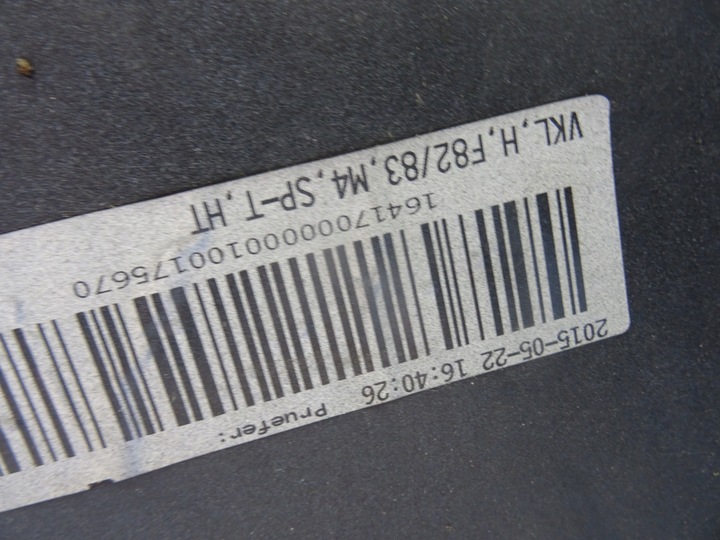 VKL,H,F82/83,M4,SP-T,HT
16417000000100175670
2015-05-22 16:40:26 Pruefer: